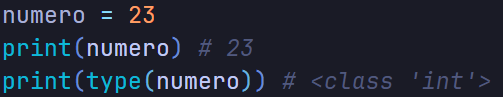 numero = 23
print(numero) # 23
print(type(numero)) # <class 'int'>